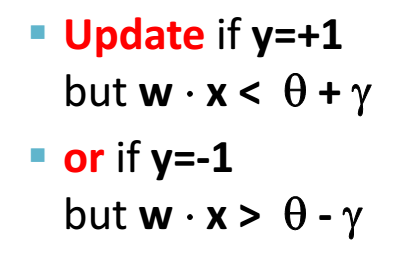 ▪ Update if y=+1
but w · x < θ + γ
▪ or if y=-1
but w · x > θ - γ